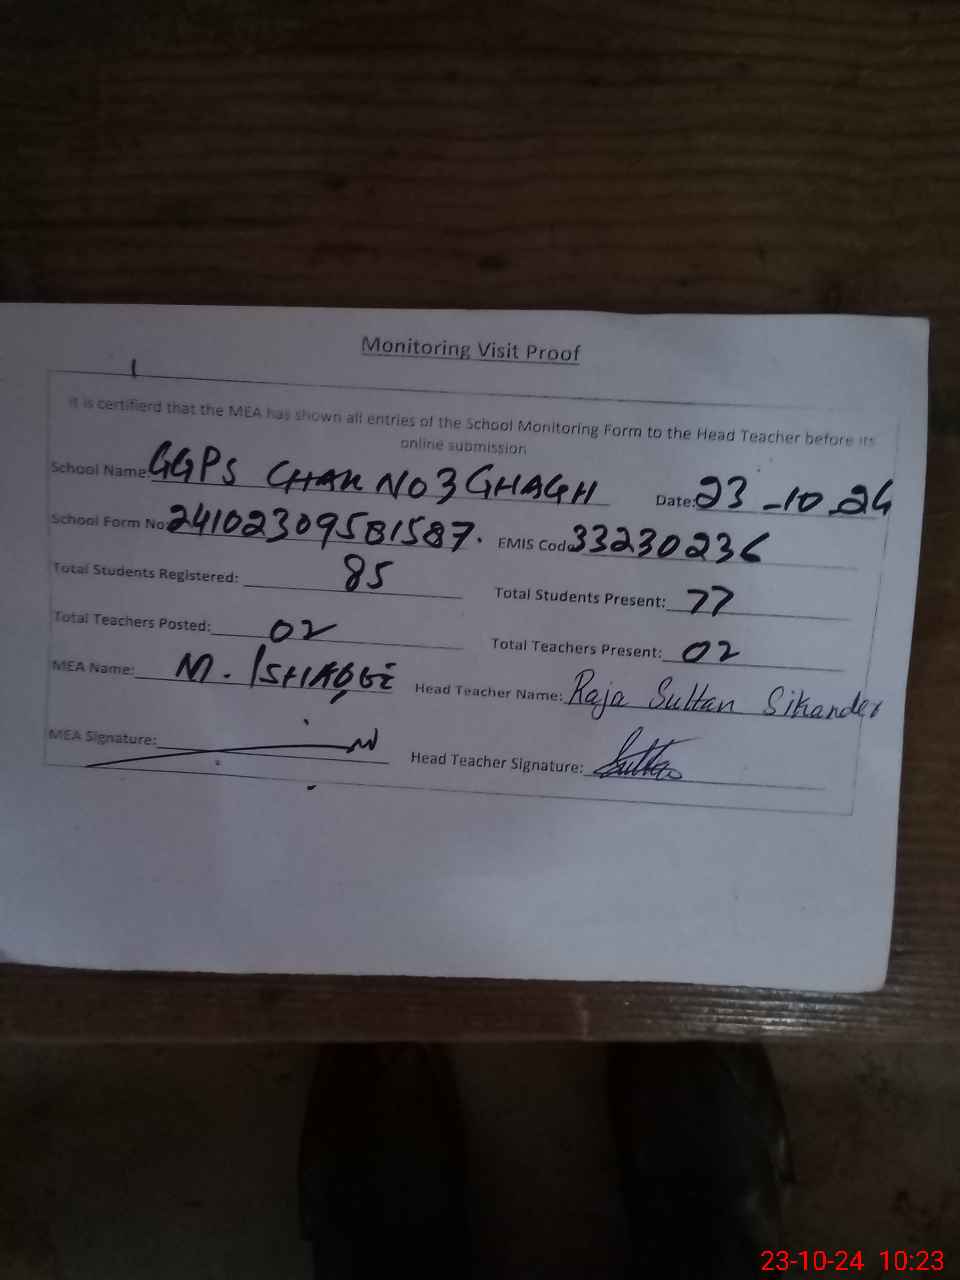 Monitoring Visit Proof
It is certifierd that the MEA has shown all entries of the School Monitoring Form to the Head Teacher before its
online submission
School Name: GGPS CHAK NO 3 GHAGH Date: 23-10-24
School Form No: 24102309581587. EMIS Code 33230236
Total Students Registered: 85 Total Students Present: 77
Total Teachers Posted: 02 Total Teachers Present: 02
MEA Name: M. ISHAQUE Head Teacher Name: Raja Sultan Sikander
MEA Signature: Head Teacher Signature: Sultan
23-10-24 10:23